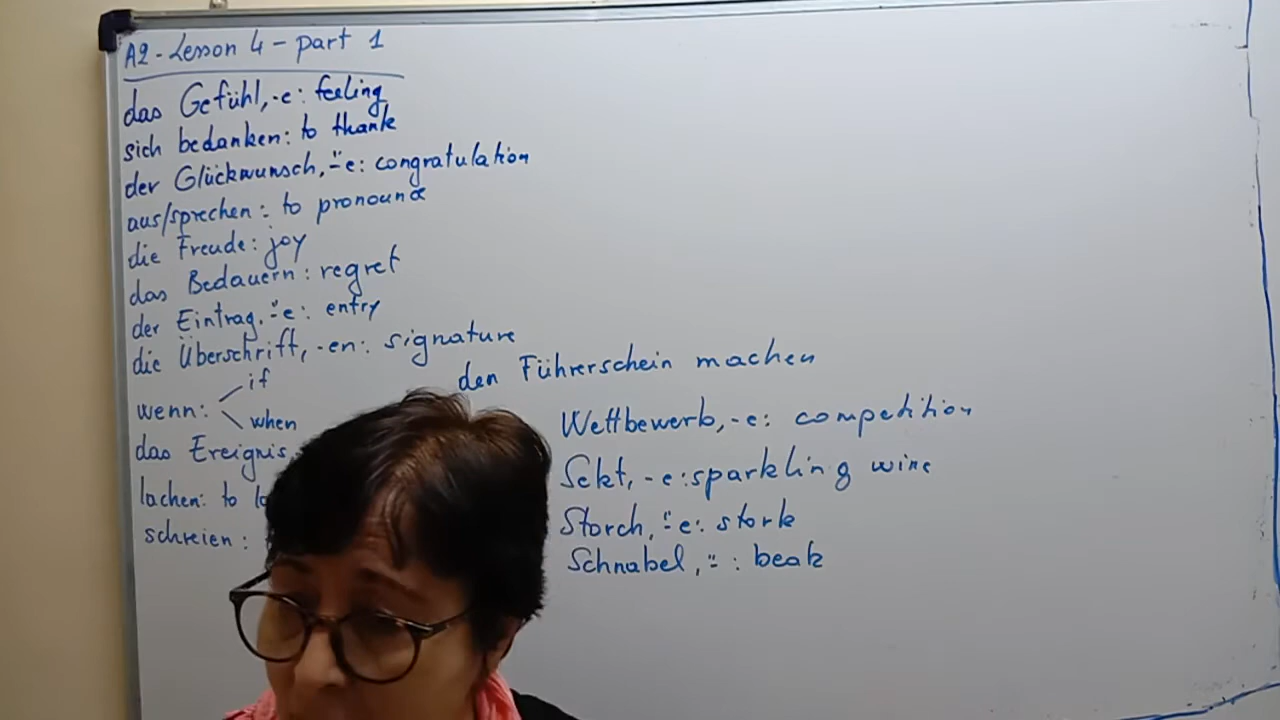 A2 - Lesson 4 - part 1
das Gefühl, -e: feeling
sich bedanken: to thank
der Glückwunsch, -̈e: congratulation
aus/sprechen: to pronounce
die Freude: joy
das Bedauern: regret
der Eintrag, -̈e: entry
die Überschrift, -en: signature
wenn: if
when
das Ereignis,
lachen: to
schreien:
den Führerschein machen
Wettbewerb, -e: competition
Sekt, -e: sparkling wine
Storch, -̈e: stork
Schnabel, -̈ : beak